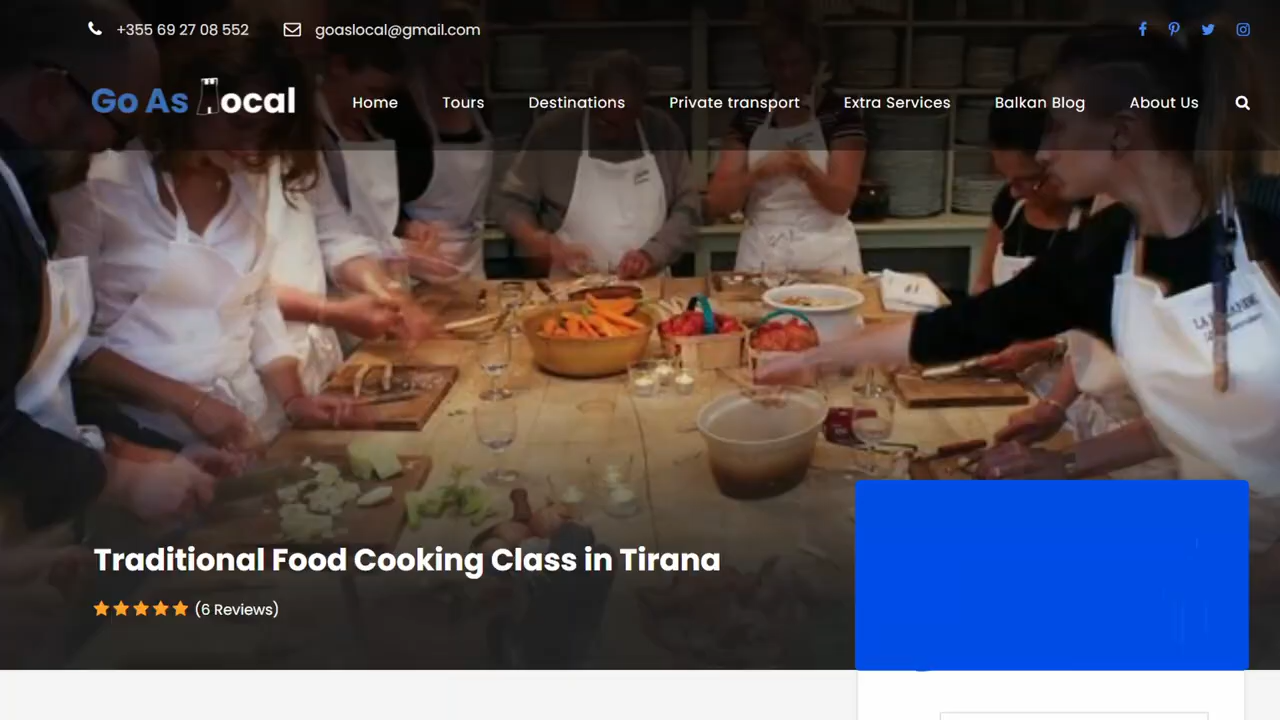 +355 69 27 08 552
goaslocal@gmail.com
Go As local
Home
Tours
Destinations
Private transport
Extra Services
Balkan Blog
About Us
Traditional Food Cooking Class in Tirana
(6 Reviews)